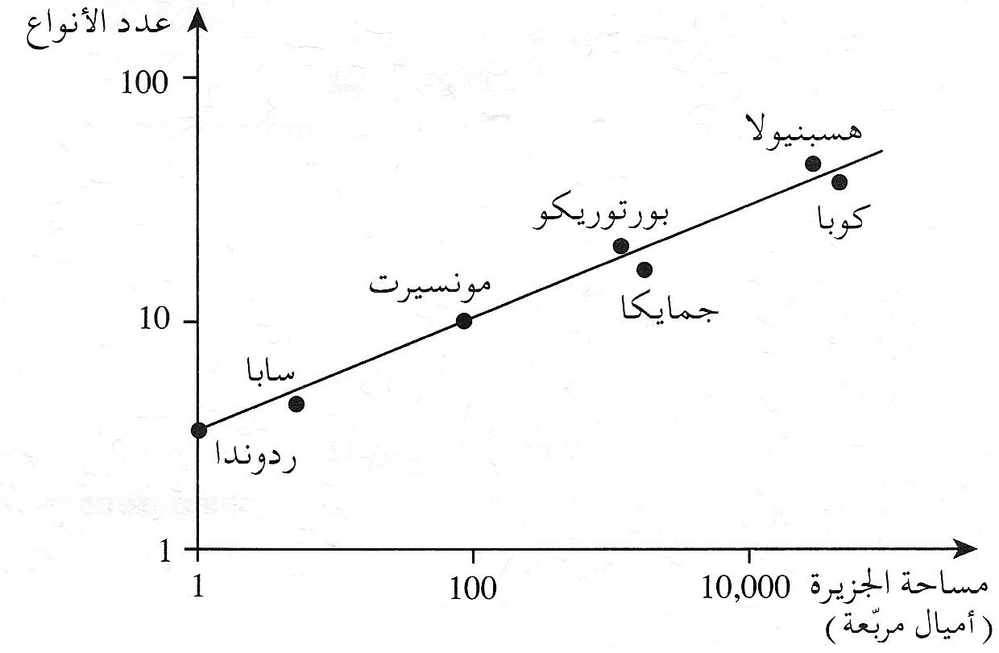 عدد الأنواع
100
هسبنيولا
كوبا
بورتوريكو
جمايكا
مونسيرت
10
سابا
ردوندا
1
1
100
10,000
مساحة الجزيرة
(أميال مربّعة)